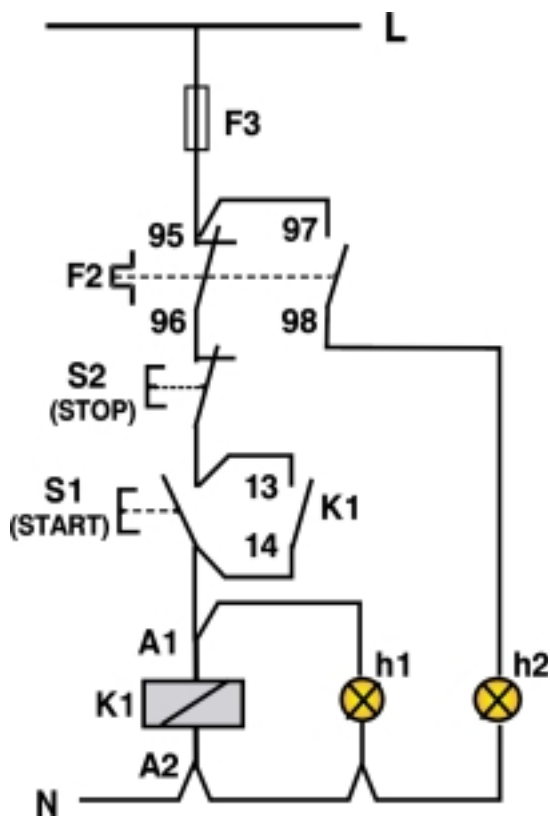 L
F3
95 97
F2
96 98
S2
(STOP)
13
S1 K1
(START) 14
A1
h1 h2
K1
A2
N